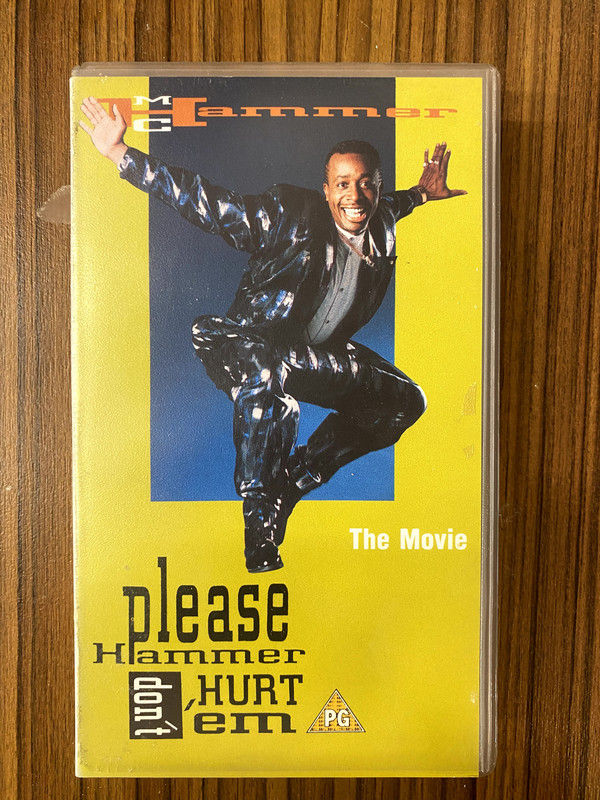 MC Hammer
The Movie
please
Hammer
don't 'HURT
'em
PG